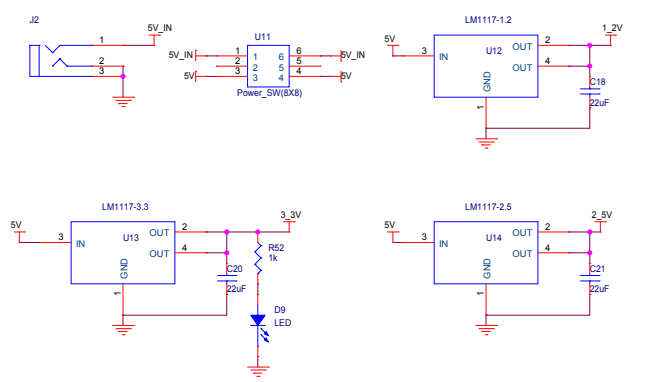 J2
1
2
3
5V_IN
U11
5V_IN
1
1
6
6
5V_IN
2
2
5
5
5V
3
3
4
4
5V
Power_SW(8X8)
LM1117-1.2
5V
3
IN
U12
OUT
2
1_2V
OUT
4
GND
1
C18
22uF
LM1117-3.3
5V
3
IN
U13
OUT
2
3_3V
OUT
4
GND
1
C20
22uF
R52
1k
D9
LED
LM1117-2.5
5V
3
IN
U14
OUT
2
2_5V
OUT
4
GND
1
C21
22uF